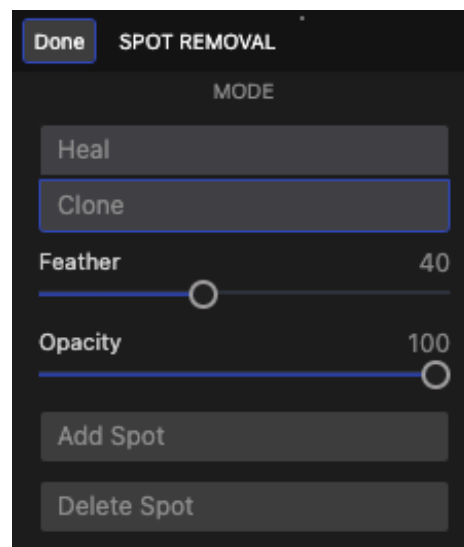 Done SPOT REMOVAL
MODE
Heal
Clone
Feather 40
Opacity 100
Add Spot
Delete Spot